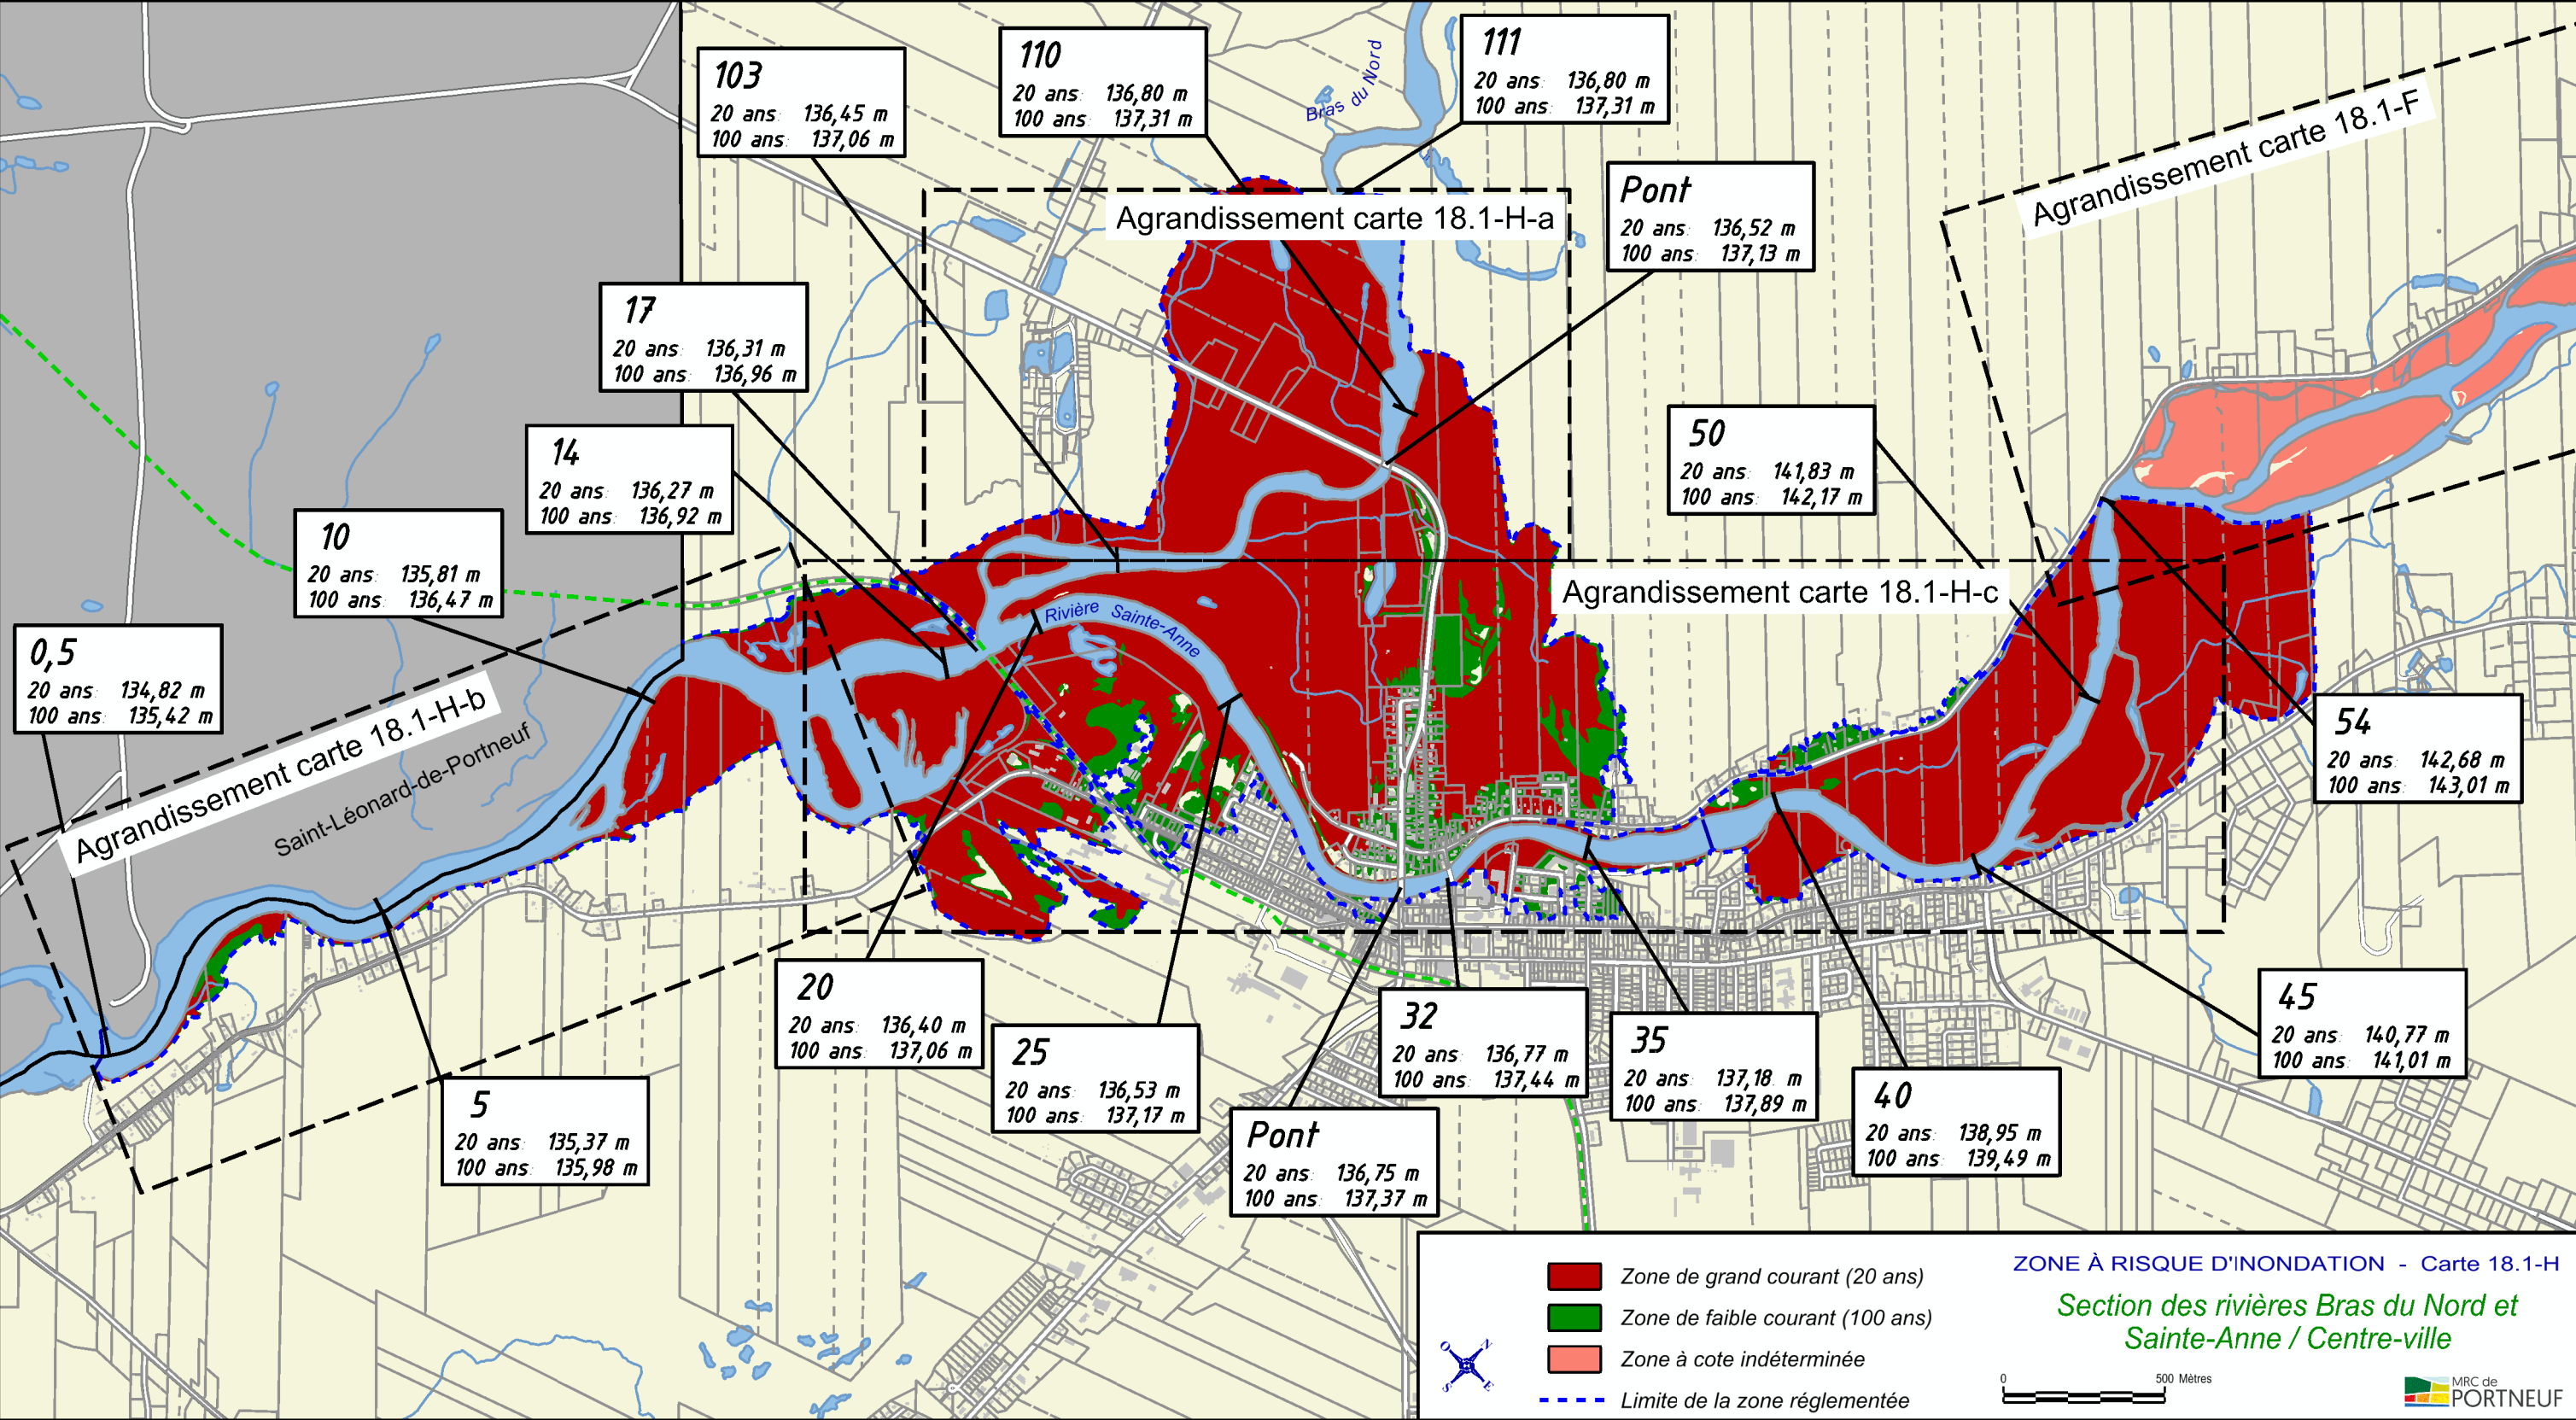 103
20 ans: 136,45 m
100 ans: 137,06 m
110
20 ans: 136,80 m
100 ans: 137,31 m
Bras du Nord
111
20 ans: 136,80 m
100 ans: 137,31 m
Agrandissement carte 18.1-F
Agrandissement carte 18.1-H-a
Pont
20 ans: 136,52 m
100 ans: 137,13 m
17
20 ans: 136,31 m
100 ans: 136,96 m
14
20 ans: 136,27 m
100 ans: 136,92 m
50
20 ans: 141,83 m
100 ans: 142,17 m
10
20 ans: 135,81 m
100 ans: 136,47 m
Agrandissement carte 18.1-H-c
Rivière Sainte-Anne
0,5
20 ans: 134,82 m
100 ans: 135,42 m
Agrandissement carte 18.1-H-b
Saint-Léonard-de-Portneuf
54
20 ans: 142,68 m
100 ans: 143,01 m
20
20 ans: 136,40 m
100 ans: 137,06 m
25
20 ans: 136,53 m
100 ans: 137,17 m
32
20 ans: 136,77 m
100 ans: 137,44 m
35
20 ans: 137,18 m
100 ans: 137,89 m
45
20 ans: 140,77 m
100 ans: 141,01 m
5
20 ans: 135,37 m
100 ans: 135,98 m
Pont
20 ans: 136,75 m
100 ans: 137,37 m
40
20 ans: 138,95 m
100 ans: 139,49 m
O N
S E
Zone de grand courant (20 ans)
Zone de faible courant (100 ans)
Zone à cote indéterminée
Limite de la zone réglementée
ZONE À RISQUE D'INONDATION - Carte 18.1-H
Section des rivières Bras du Nord et
Sainte-Anne / Centre-ville
0 500 Mètres
MRC de
PORTNEUF